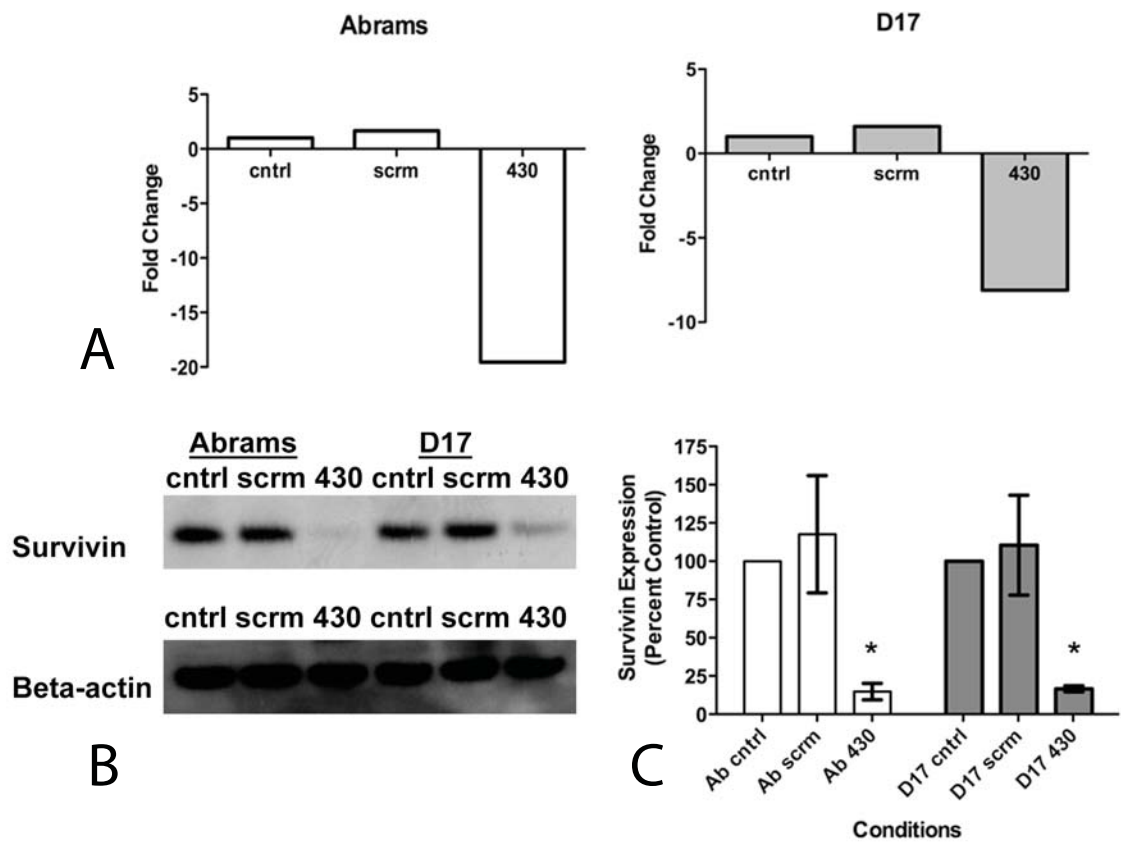 Abrams
5
0
-5
-10
-15
-20
Fold Change
cntrl
scrm
430
A
D17
5
0
-5
-10
Fold Change
cntrl
scrm
430
Abrams D17
cntrl scrm 430 cntrl scrm 430
Survivin
cntrl scrm 430 cntrl scrm 430
Beta-actin
B
175
150
125
100
75
50
25
0
Survivin Expression
(Percent Control)
*
*
Ab cntrl
Ab scrm
Ab 430
D17 cntrl
D17 scrm
D17 430
Conditions
C